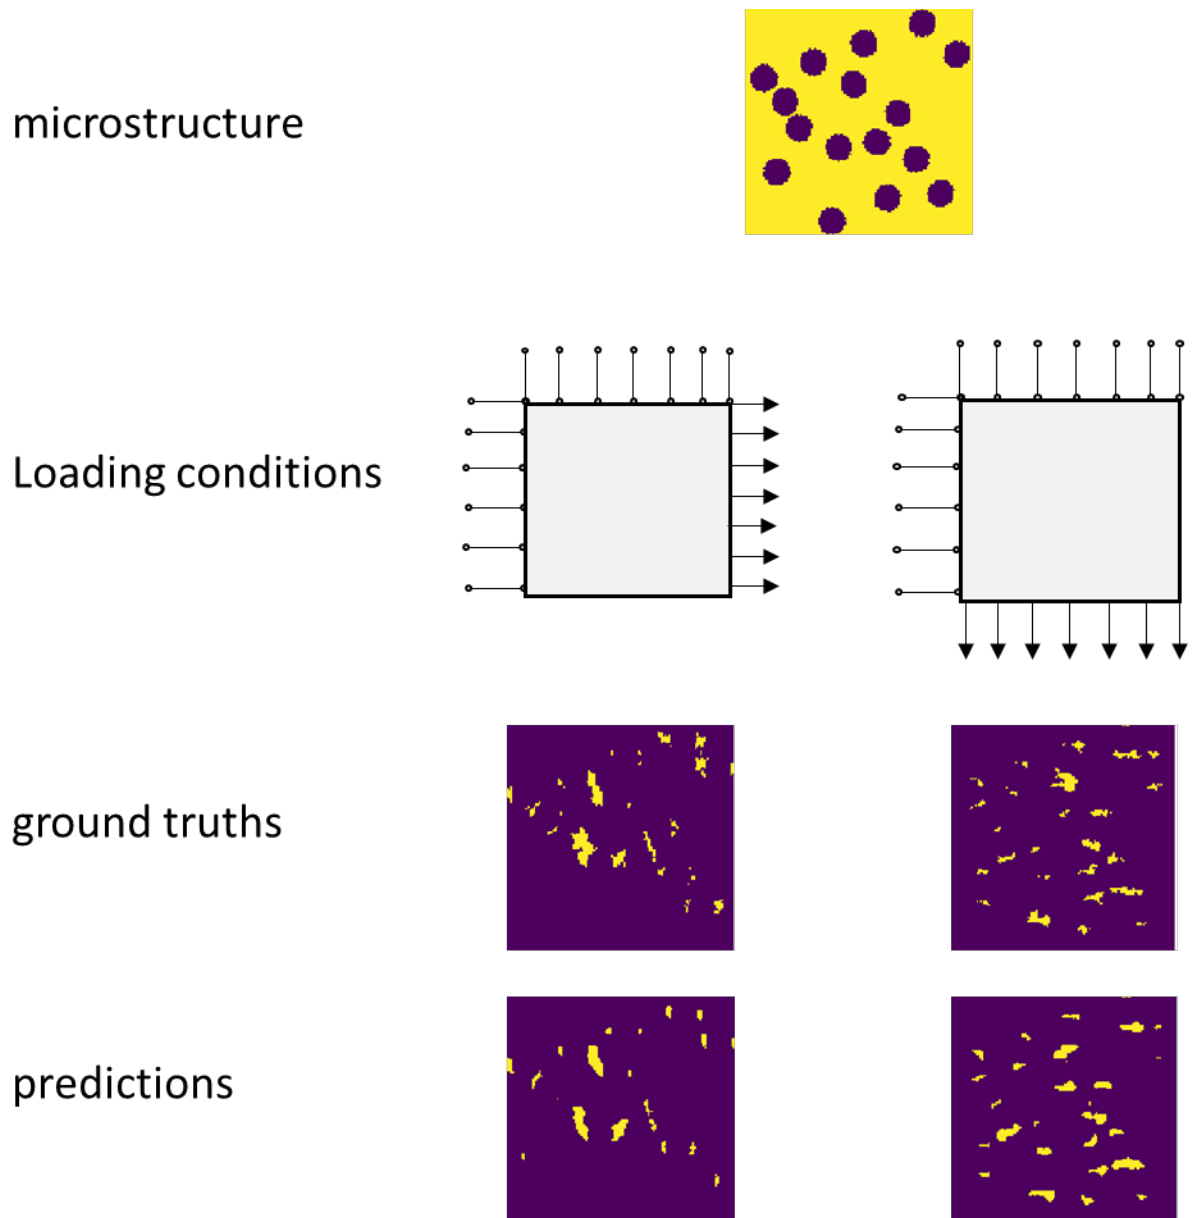 microstructure
Loading conditions
ground truths
predictions